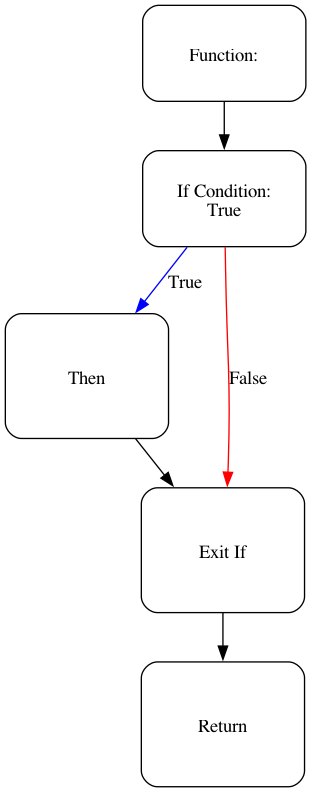 Function:
If Condition:
True
True
Then
False
Exit If
Return